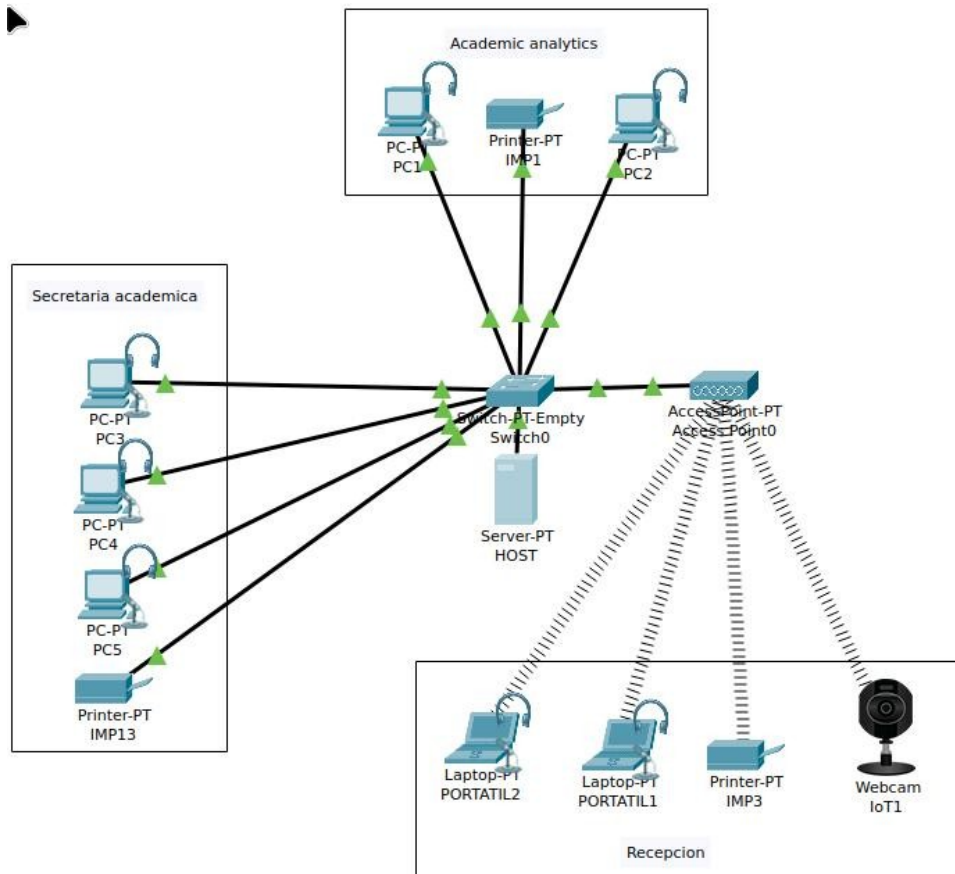 Academic analytics
PC-PT
PC1
Printer-PT
IMP1
PC-PT
PC2
Secretaria academica
PC-PT
PC3
PC-PT
PC4
PC-PT
PC5
Printer-PT
IMP13
Switch-PT-Empty
Switch0
AccessPoint-PT
Access Point0
Server-PT
HOST
Laptop-PT
PORTATIL2
Laptop-PT
PORTATIL1
Printer-PT
IMP3
Webcam
IoT1
Recepcion